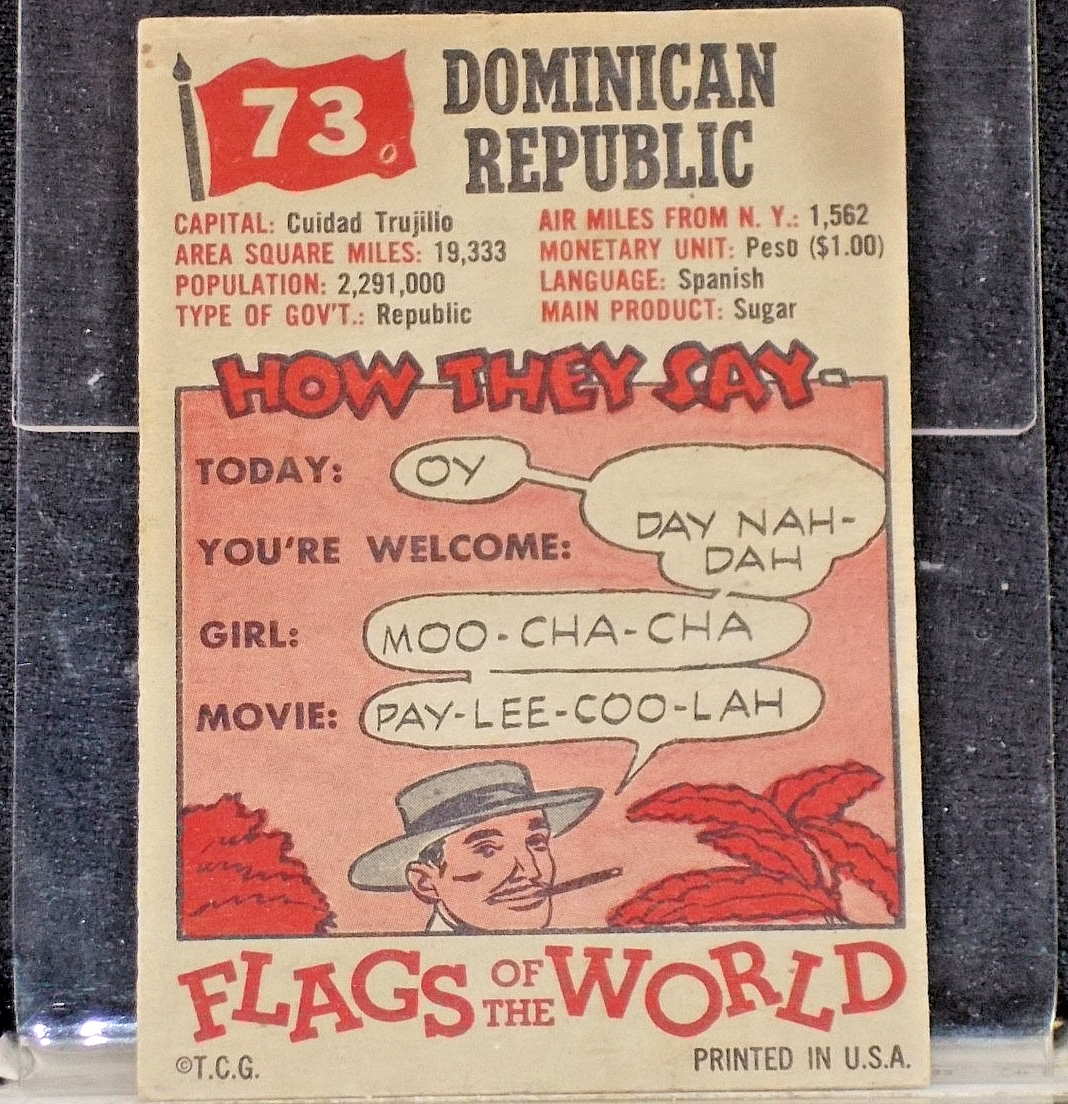 73
DOMINICAN
REPUBLIC
CAPITAL: Cuidad Trujillo
AREA SQUARE MILES: 19,333
POPULATION: 2,291,000
TYPE OF GOV'T.: Republic
AIR MILES FROM N. Y.: 1,562
MONETARY UNIT: Peso ($1.00)
LANGUAGE: Spanish
MAIN PRODUCT: Sugar
HOW THEY SAY-
TODAY: OY
YOU'RE WELCOME: DAY NAH-
DAH
GIRL: MOO-CHA-CHA
MOVIE: PAY-LEE-COO-LAH
FLAGS OF THE WORLD
©T.C.G.
PRINTED IN U.S.A.